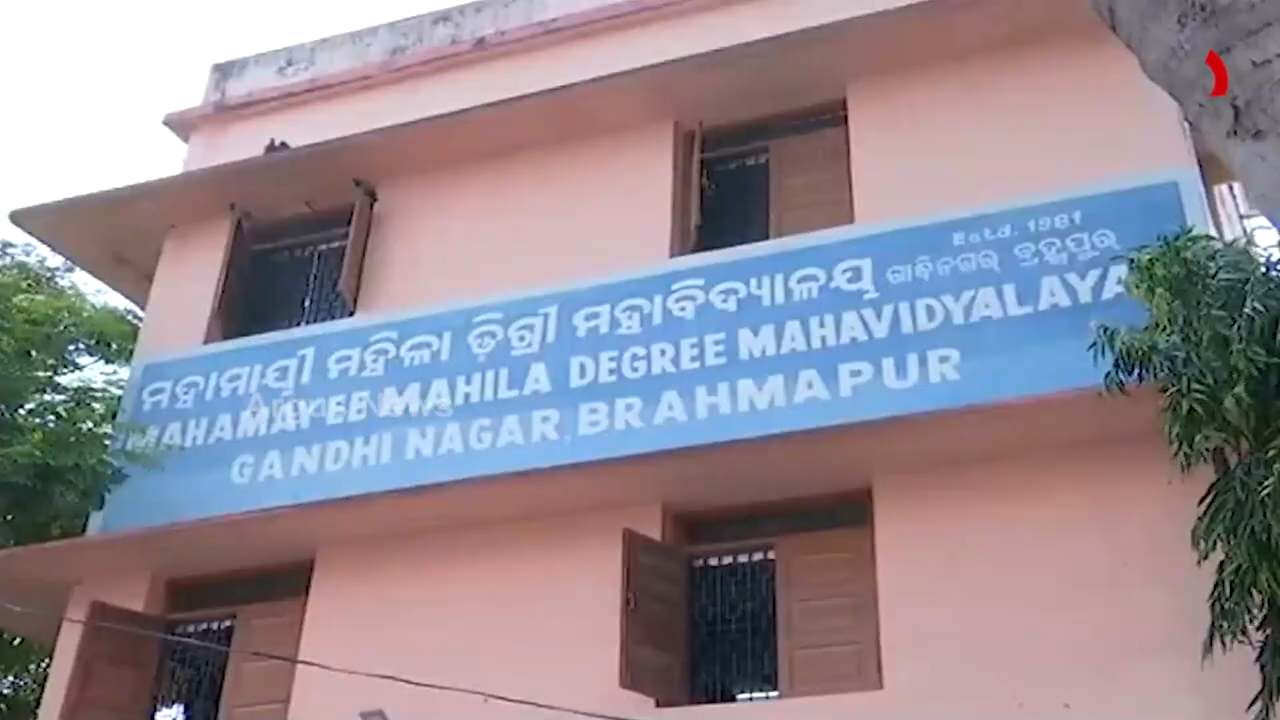 Estd. 1981
ମହାମାୟୀ ମହିଳା ଡ଼ିଗ୍ରୀ ମହାବିଦ୍ୟାଳୟ ଗାନ୍ଧିନଗର୍ ବ୍ରହ୍ମପୁର୍
MAHAMAYEE MAHILA DEGREE MAHAVIDYALAYA
GANDHI NAGAR, BRAHMAPUR